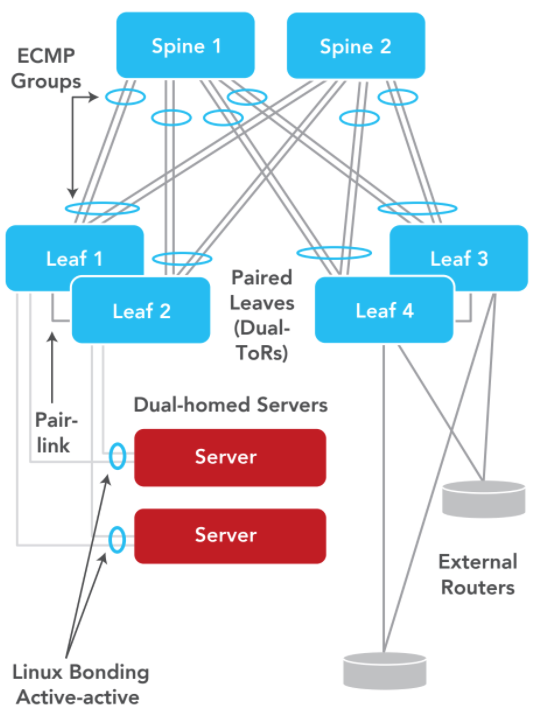 Spine 1
Spine 2
ECMP
Groups
Leaf 1
Leaf 3
Leaf 2
Paired
Leaves
(Dual-
ToRs)
Leaf 4
Pair-
link
Dual-homed Servers
Server
Server
External
Routers
Linux Bonding
Active-active